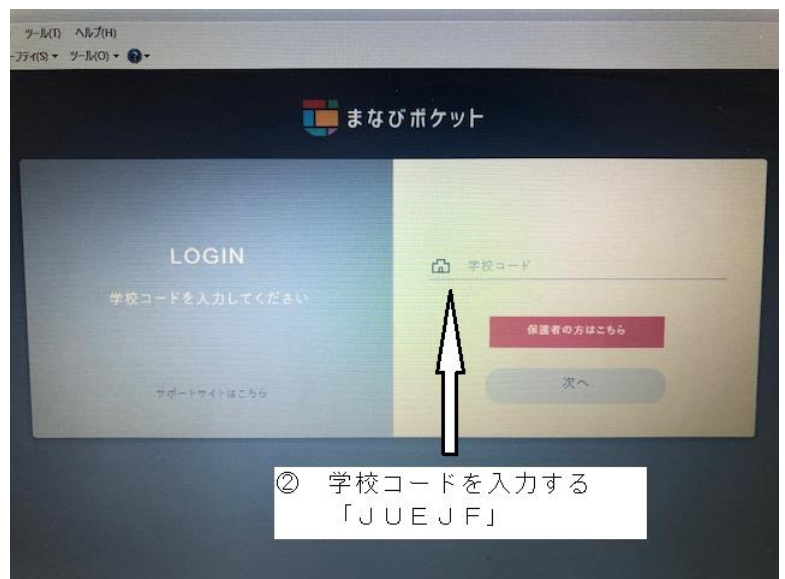 ツール(T) ヘルプ(H)
ーフティ(S) ツール(O)
まなびポケット
LOGIN
学校コードを入力してください
サポートサイトはこちら
学校コード
保護者の方はこちら
次へ
② 学校コードを入力する
「ＪＵＥＪＦ」